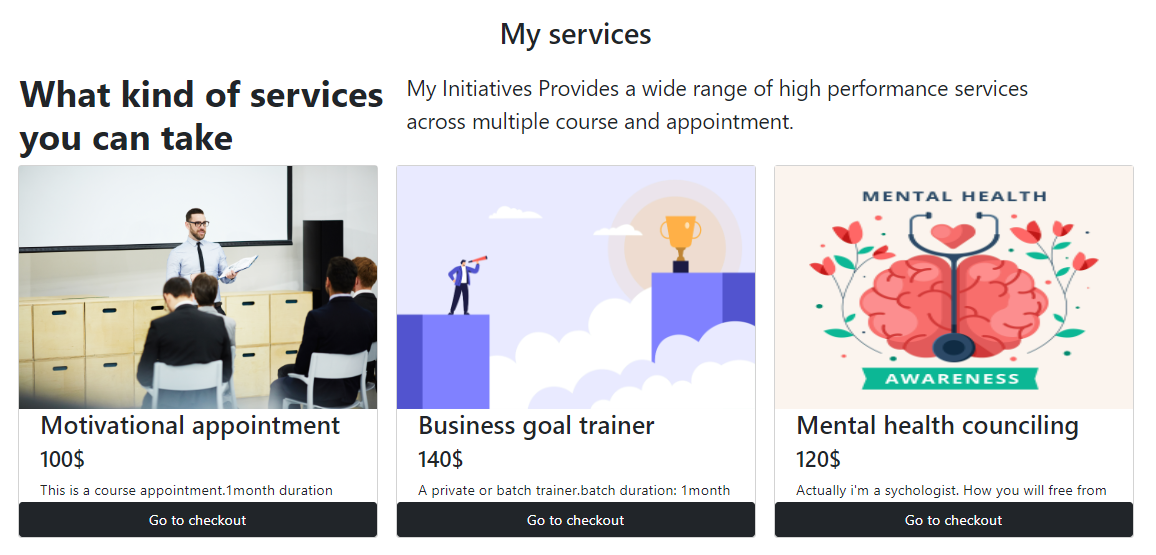 My services
What kind of services
you can take
My Initiatives Provides a wide range of high performance services
across multiple course and appointment.
MENTAL HEALTH
AWARENESS
Motivational appointment
100$
This is a course appointment.1month duration
Go to checkout
Business goal trainer
140$
A private or batch trainer.batch duration: 1month
Go to checkout
Mental health counciling
120$
Actually i'm a sychologist. How you will free from
Go to checkout